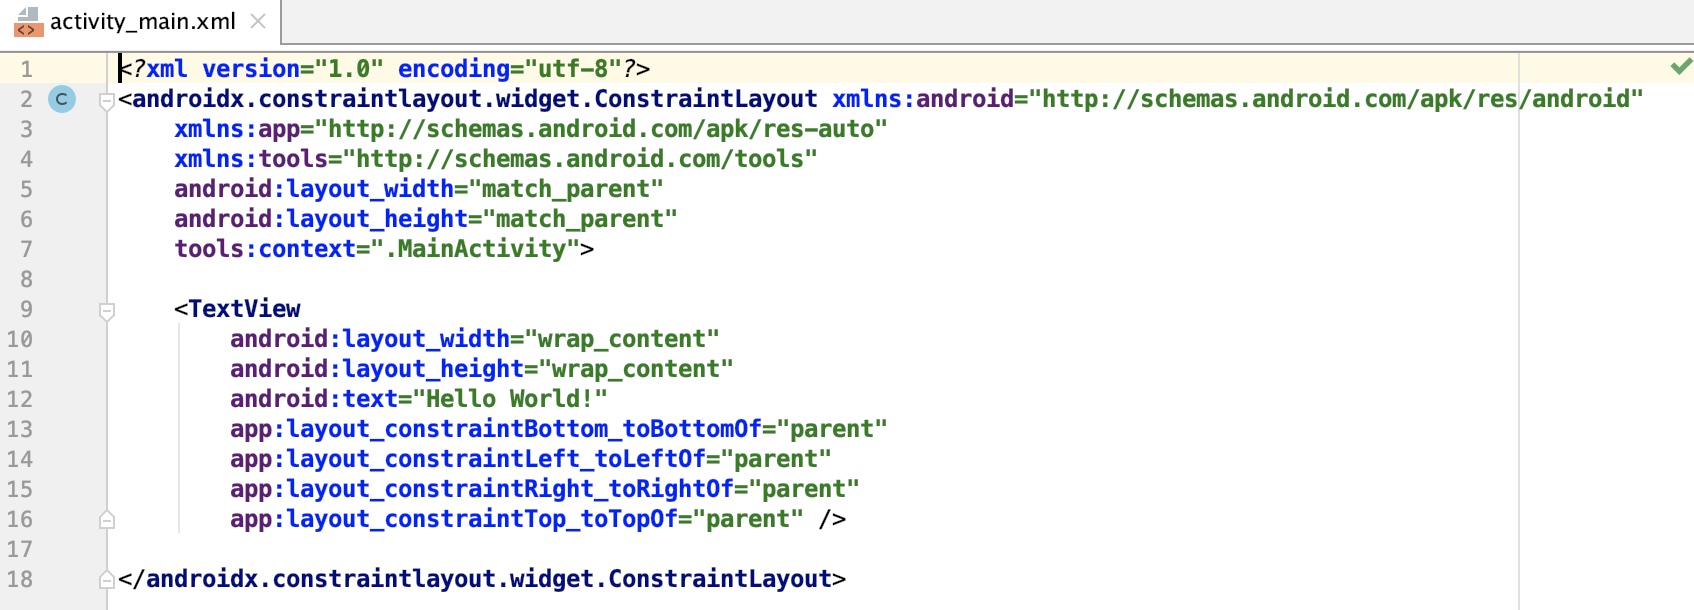 activity_main.xml
1 <?xml version="1.0" encoding="utf-8"?>
2 C <androidx.constraintlayout.widget.ConstraintLayout xmlns:android="http://schemas.android.com/apk/res/android"
3     xmlns:app="http://schemas.android.com/apk/res-auto"
4     xmlns:tools="http://schemas.android.com/tools"
5     android:layout_width="match_parent"
6     android:layout_height="match_parent"
7     tools:context=".MainActivity">
8
9     <TextView
10         android:layout_width="wrap_content"
11         android:layout_height="wrap_content"
12         android:text="Hello World!"
13         app:layout_constraintBottom_toBottomOf="parent"
14         app:layout_constraintLeft_toLeftOf="parent"
15         app:layout_constraintRight_toRightOf="parent"
16         app:layout_constraintTop_toTopOf="parent" />
17
18 </androidx.constraintlayout.widget.ConstraintLayout>